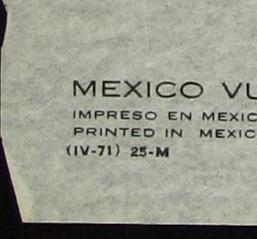 MEXICO VU
IMPRESO EN MEXIC
PRINTED IN MEXIC
(IV-71) 25-M